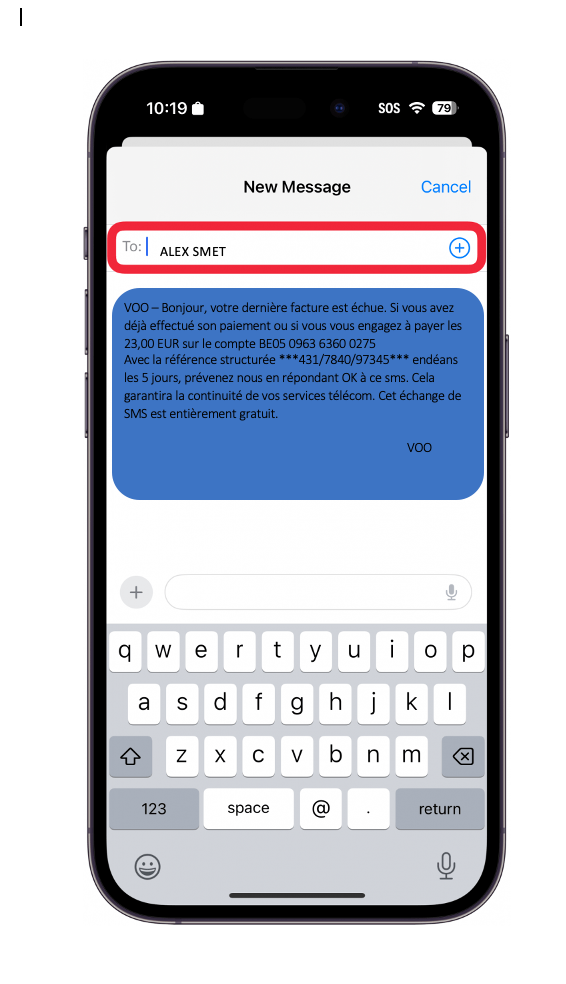 10:19 SOS 79
New Message Cancel
To: ALEX SMET
VOO – Bonjour, votre dernière facture est échue. Si vous avez
déjà effectué son paiement ou si vous vous engagez à payer les
23,00 EUR sur le compte BE05 0963 6360 0275
Avec la référence structurée ***431/7840/97345*** endéans
les 5 jours, prévenez nous en répondant OK à ce sms. Cela
garantira la continuité de vos services télécom. Cet échange de
SMS est entièrement gratuit.
VOO
q w e r t y u i o p
a s d f g h j k l
z x c v b n m
123 space @ . return